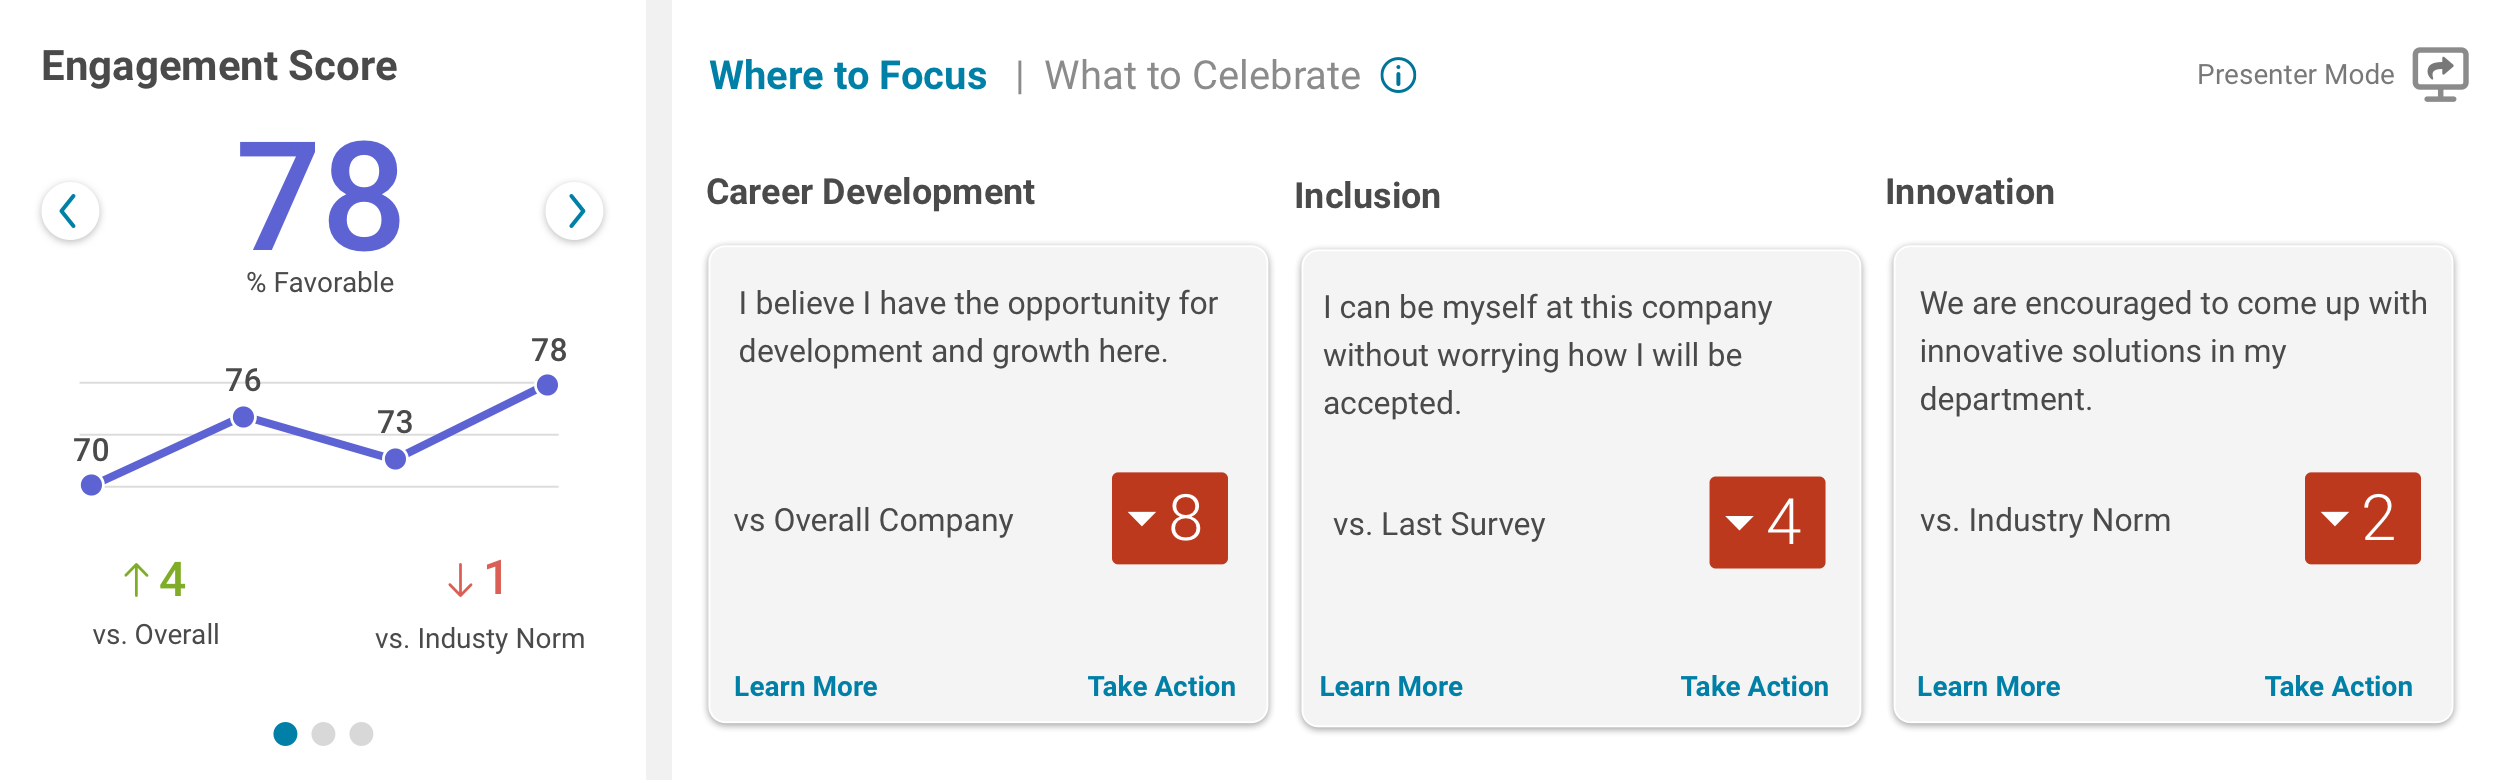 Engagement Score
78
% Favorable
70
76
73
78
4
vs. Overall
1
vs. Industy Norm
Where to Focus | What to Celebrate
Presenter Mode
Career Development
I believe I have the opportunity for
development and growth here.
vs Overall Company
8
Learn More
Take Action
Inclusion
I can be myself at this company
without worrying how I will be
accepted.
vs. Last Survey
4
Learn More
Take Action
Innovation
We are encouraged to come up with
innovative solutions in my
department.
vs. Industry Norm
2
Learn More
Take Action